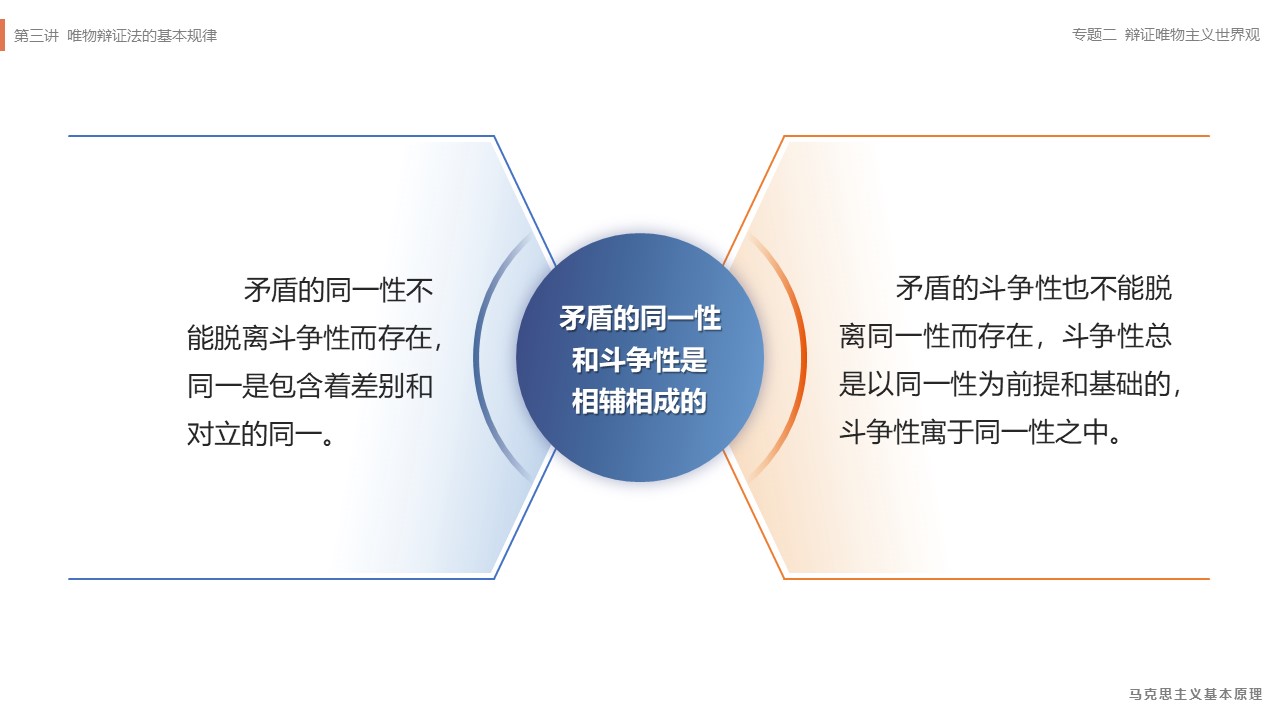 第三讲 唯物辩证法的基本规律
专题二 辩证唯物主义世界观
矛盾的同一性不
能脱离斗争性而存在，
同一是包含着差别和
对立的同一。
矛盾的同一性
和斗争性是
相辅相成的
矛盾的斗争性也不能脱
离同一性而存在，斗争性总
是以同一性为前提和基础的，
斗争性寓于同一性之中。
马克思主义基本原理